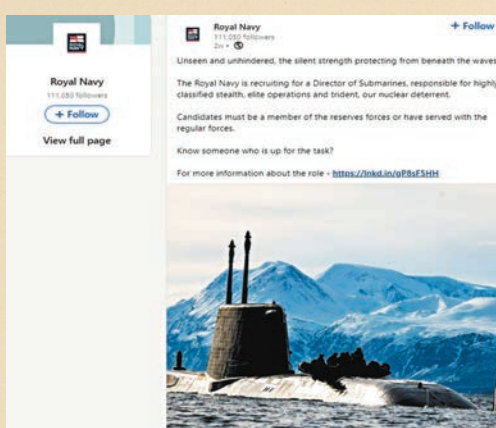 Royal Navy
111,050 followers
+ Follow
View full page
Royal Navy
111,050 followers
2w •
+ Follow
Unseen and unhindered, the silent strength protecting from beneath the waves
The Royal Navy is recruiting for a Director of Submarines, responsible for highly
classified stealth, elite operations and trident, our nuclear deterrent.
Candidates must be a member of the reserves forces or have served with the
regular forces.
Know someone who is up for the task?
For more information about the role - https://lnkd.in/gP8sF5HH